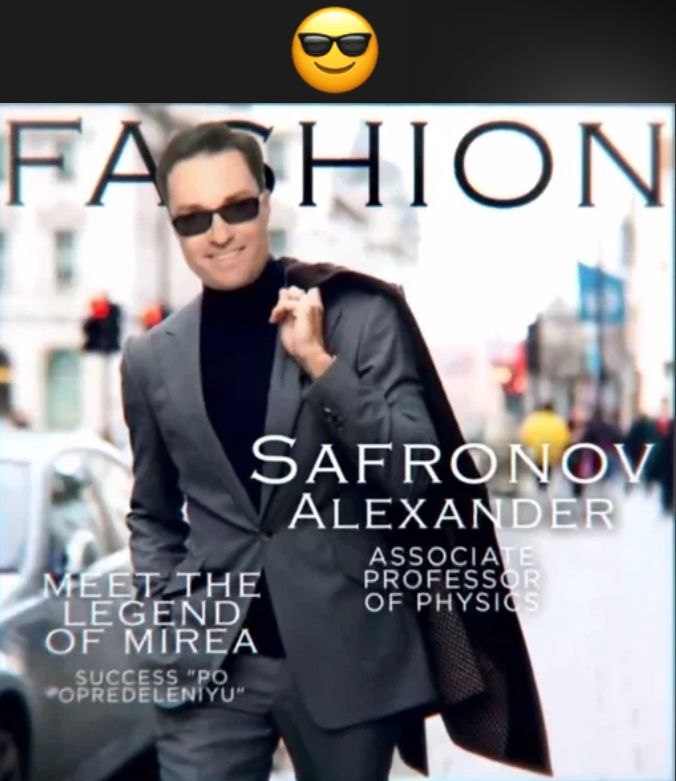 FASHION
SAFRONOV
ALEXANDER
ASSOCIATE
PROFESSOR
OF PHYSICS
MEET THE
LEGEND
OF MIREA
SUCCESS "PO
"OPREDELENIYU"